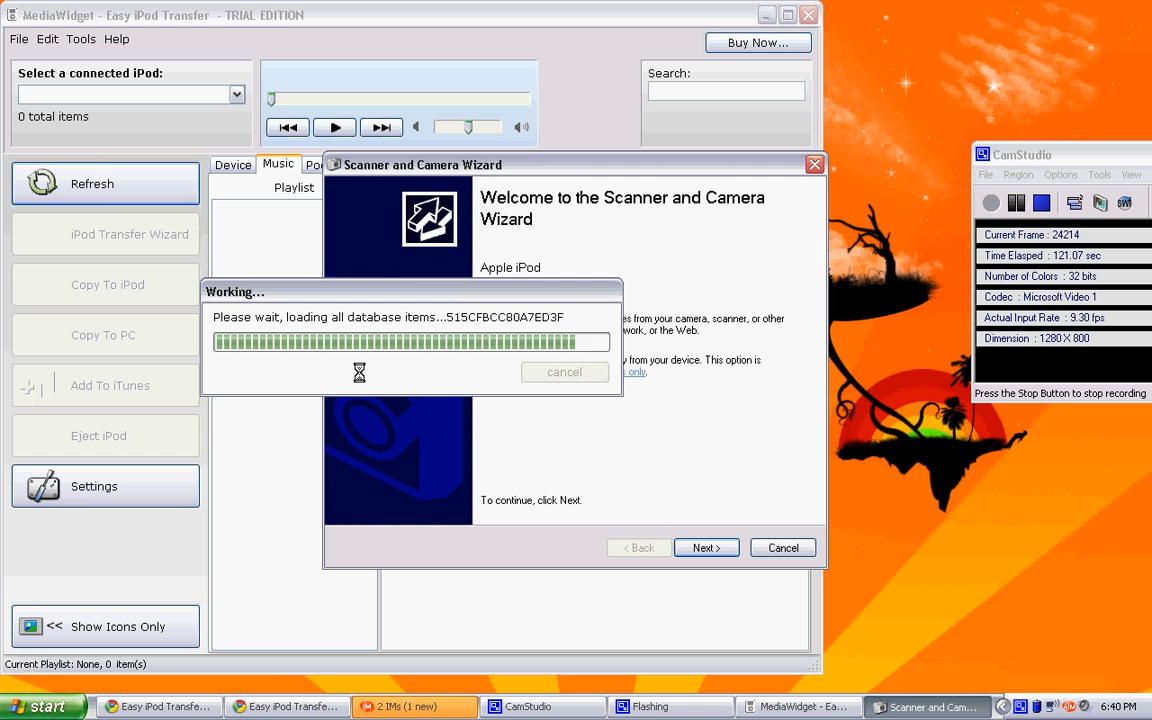 MediaWidget - Easy iPod Transfer - TRIAL EDITION
File Edit Tools Help
Buy Now...
Select a connected iPod:
0 total items
Search:
Refresh
iPod Transfer Wizard
Copy To iPod
Copy To PC
Add To iTunes
Eject iPod
Settings
<< Show Icons Only
Device Music Po
Playlist
Scanner and Camera Wizard
Welcome to the Scanner and Camera
Wizard
Apple iPod
es from your camera, scanner, or other
work, or the Web.
y from your device. This option is
s only.
To continue, click Next.
< Back Next > Cancel
Working...
Please wait, loading all database items...515CFBCC80A7ED3F
cancel
CamStudio
File Region Options Tools View
SWF
Current Frame : 24214
Time Elasped : 121.07 sec
Number of Colors : 32 bits
Codec : Microsoft Video 1
Actual Input Rate : 9.30 fps
Dimension : 1280 X 800
Press the Stop Button to stop recording
Current Playlist: None, 0 item(s)
start
Easy iPod Transfe...
Easy iPod Transfe...
2 IMs (1 new)
CamStudio
Flashing
MediaWidget - Ea...
Scanner and Cam...
6:40 PM